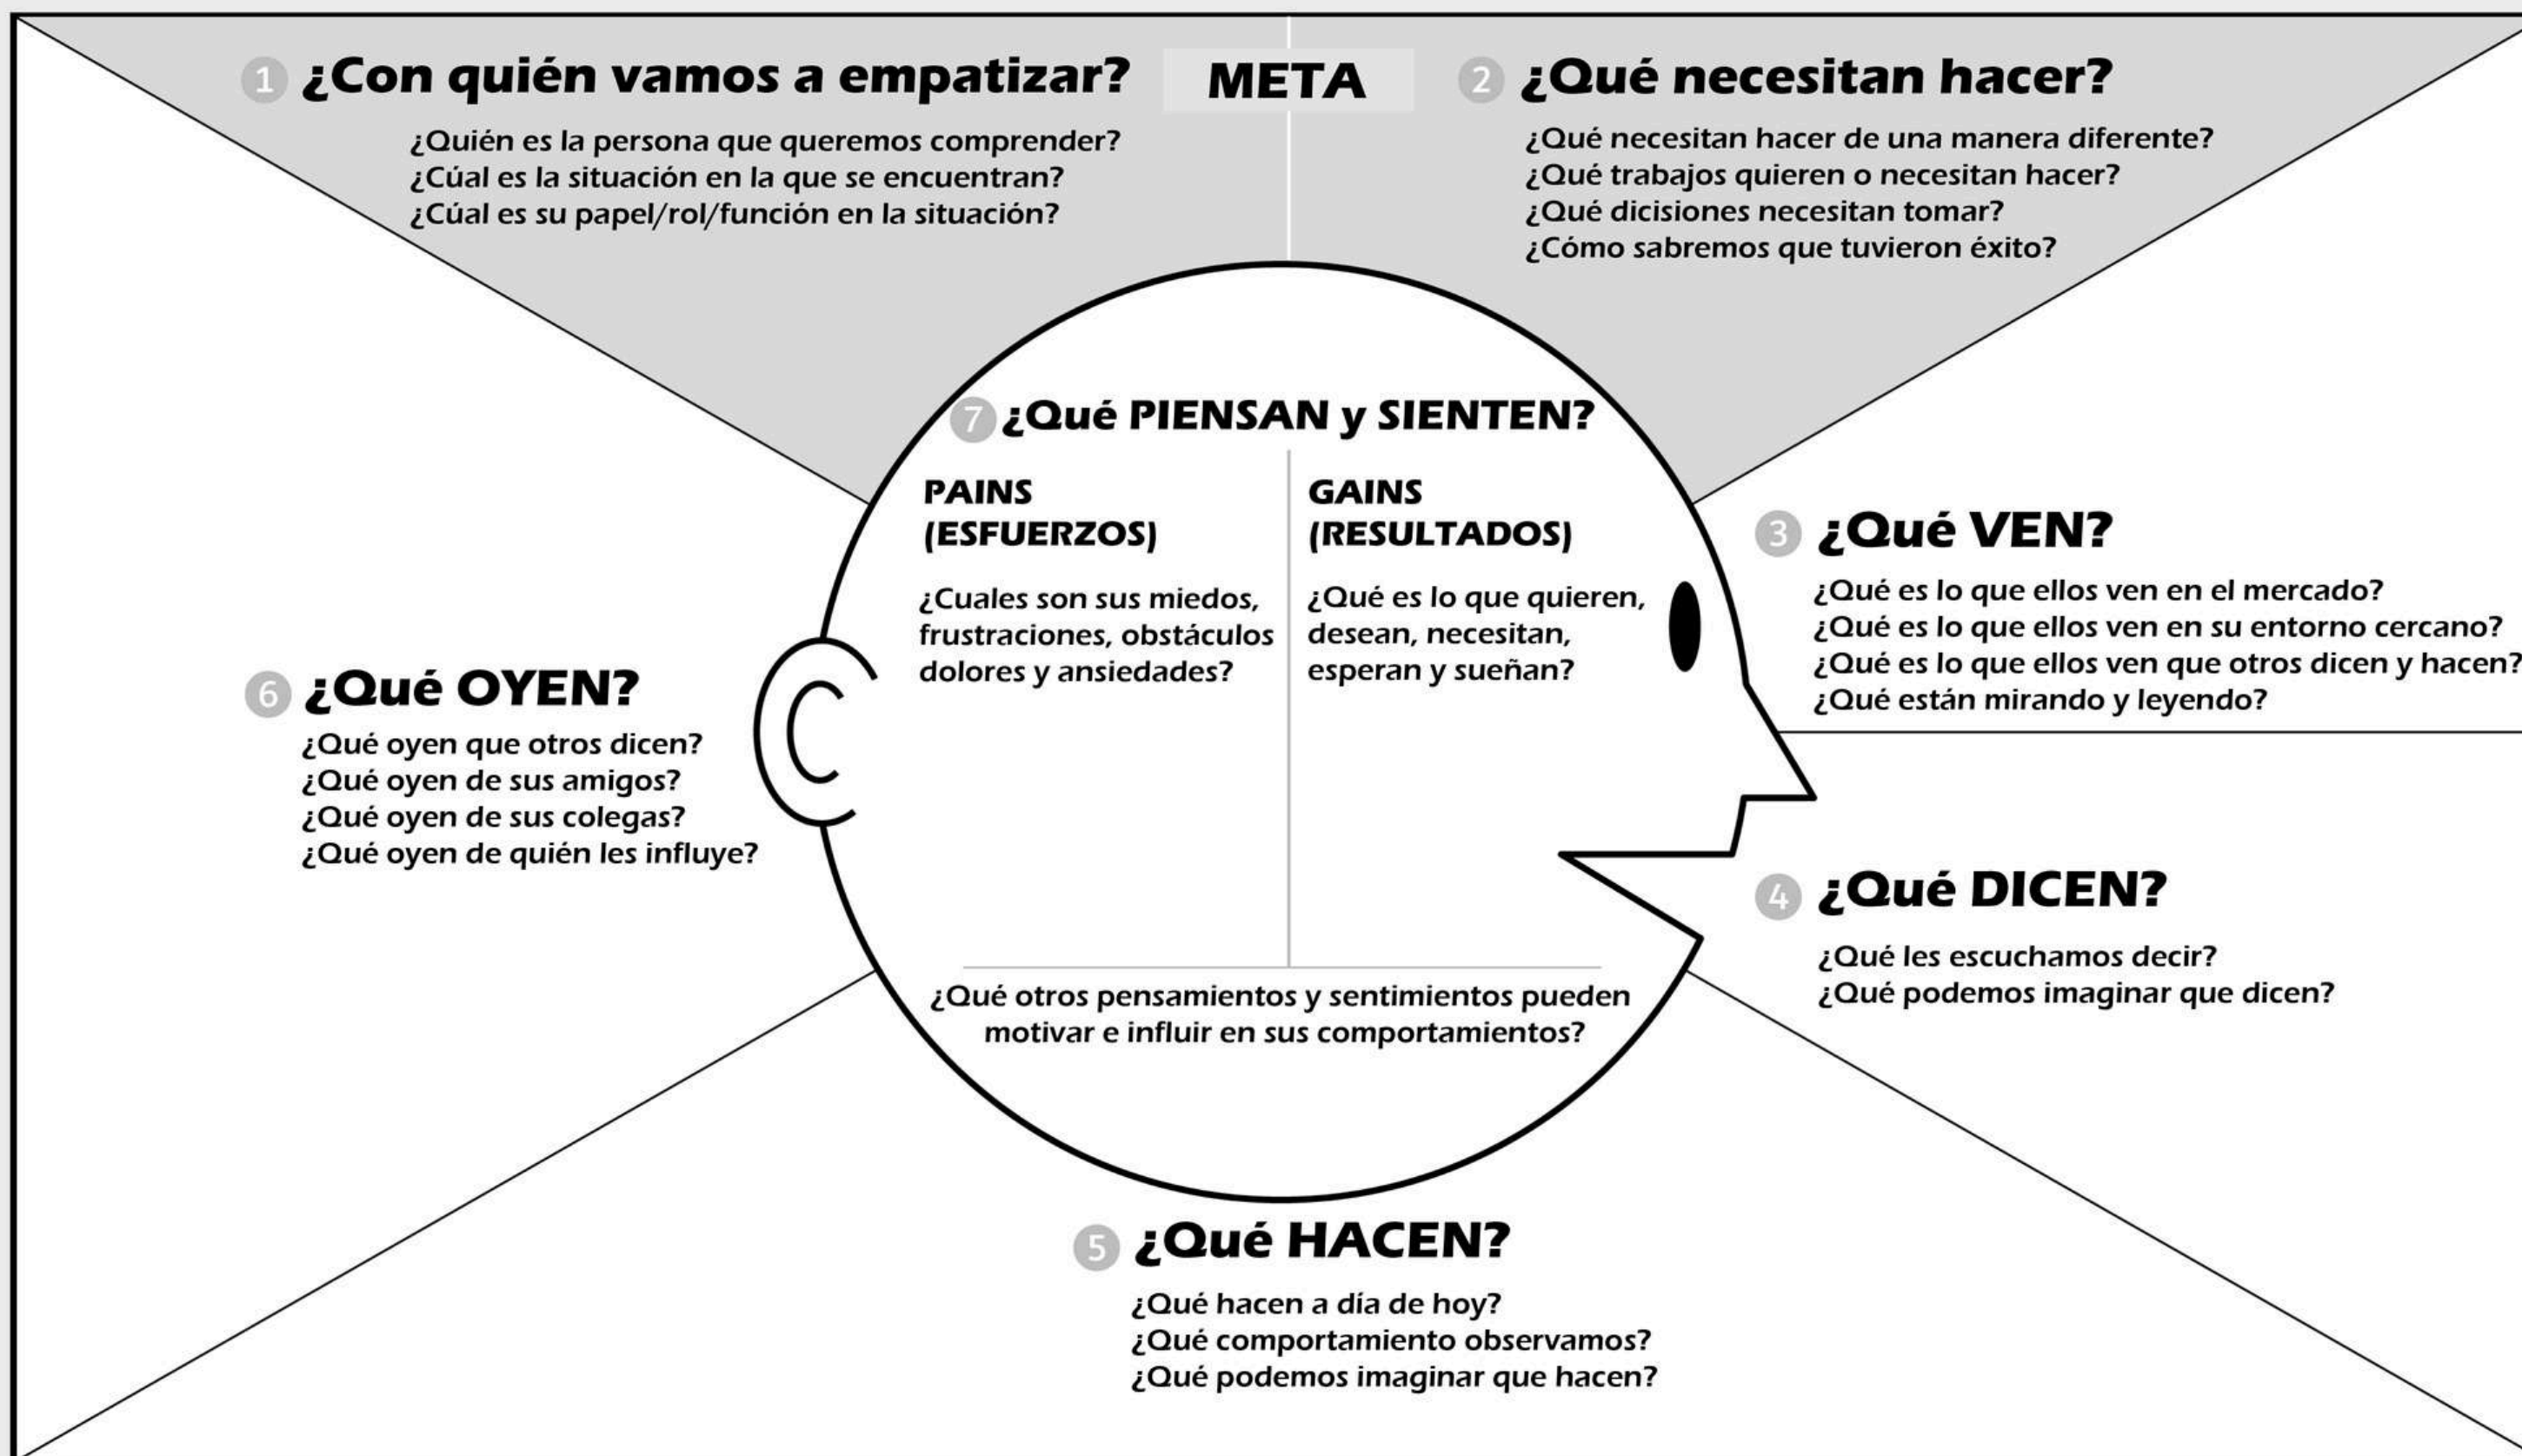 1 ¿Con quién vamos a empatizar?
¿Quién es la persona que queremos comprender?
¿Cúal es la situación en la que se encuentran?
¿Cúal es su papel/rol/función en la situación?
META
2 ¿Qué necesitan hacer?
¿Qué necesitan hacer de una manera diferente?
¿Qué trabajos quieren o necesitan hacer?
¿Qué dicisiones necesitan tomar?
¿Cómo sabremos que tuvieron éxito?
3 ¿Qué VEN?
¿Qué es lo que ellos ven en el mercado?
¿Qué es lo que ellos ven en su entorno cercano?
¿Qué es lo que ellos ven que otros dicen y hacen?
¿Qué están mirando y leyendo?
4 ¿Qué DICEN?
¿Qué les escuchamos decir?
¿Qué podemos imaginar que dicen?
5 ¿Qué HACEN?
¿Qué hacen a día de hoy?
¿Qué comportamiento observamos?
¿Qué podemos imaginar que hacen?
6 ¿Qué OYEN?
¿Qué oyen que otros dicen?
¿Qué oyen de sus amigos?
¿Qué oyen de sus colegas?
¿Qué oyen de quién les influye?
7 ¿Qué PIENSAN y SIENTEN?
PAINS
(ESFUERZOS)
¿Cuales son sus miedos,
frustraciones, obstáculos
dolores y ansiedades?
GAINS
(RESULTADOS)
¿Qué es lo que quieren,
desean, necesitan,
esperan y sueñan?
¿Qué otros pensamientos y sentimientos pueden
motivar e influir en sus comportamientos?